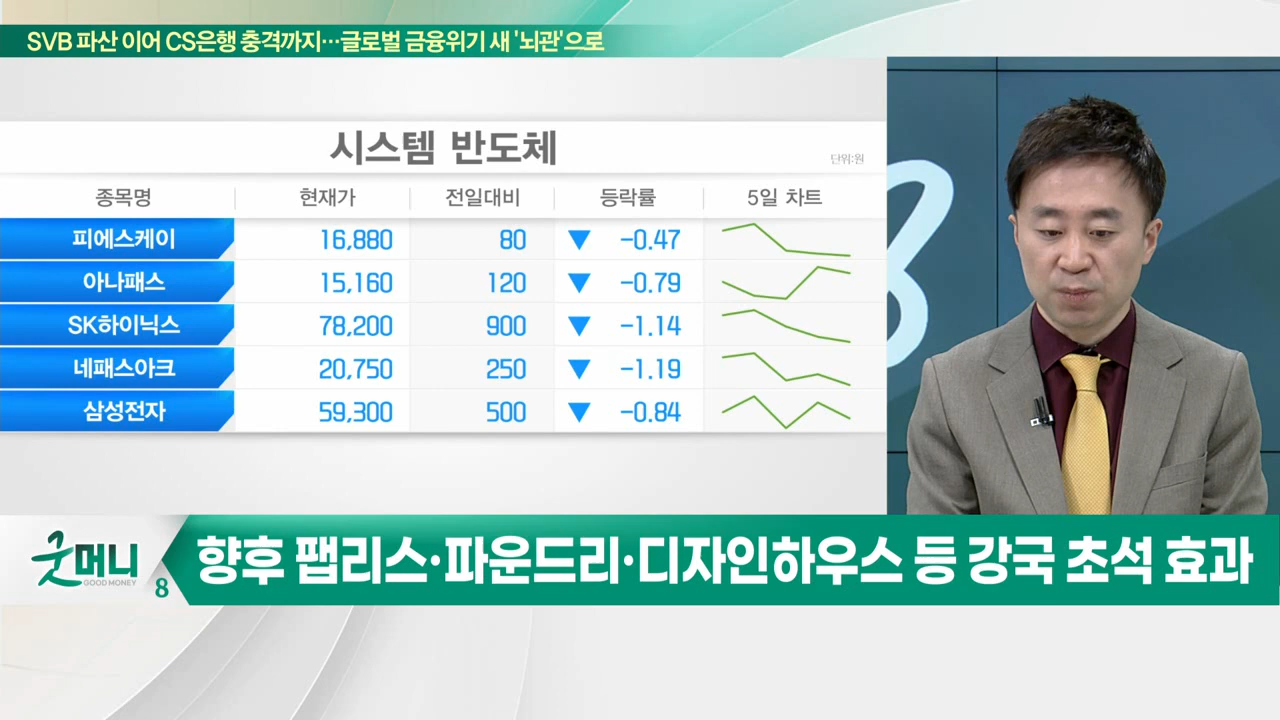 SVB 파산 이어 CS은행 충격까지…글로벌 금융위기 새 '뇌관'으로
시스템 반도체
단위:원
종목명 현재가 전일대비 등락률 5일 차트
피에스케이 16,880 80 ▼ -0.47
아나패스 15,160 120 ▼ -0.79
SK하이닉스 78,200 900 ▼ -1.14
네패스아크 20,750 250 ▼ -1.19
삼성전자 59,300 500 ▼ -0.84
굿머니
GOOD MONEY
8
향후 팹리스·파운드리·디자인하우스 등 강국 초석 효과